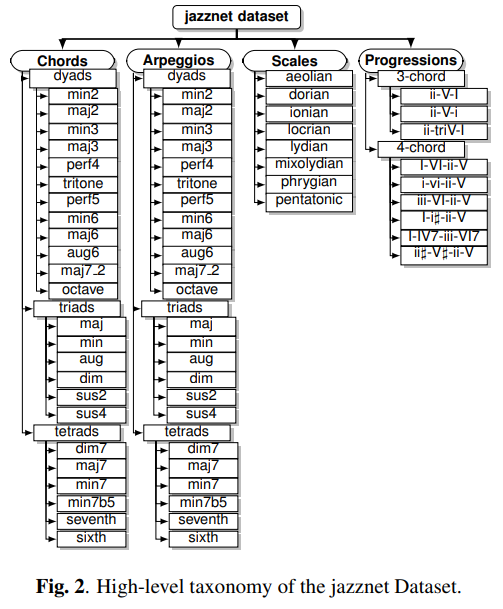 jazznet dataset
Chords
dyads
min2
maj2
min3
maj3
perf4
tritone
perf5
min6
maj6
aug6
maj7_2
octave
triads
maj
min
aug
dim
sus2
sus4
tetrads
dim7
maj7
min7
min7b5
seventh
sixth
Arpeggios
dyads
min2
maj2
min3
maj3
perf4
tritone
perf5
min6
maj6
aug6
maj7_2
octave
triads
maj
min
aug
dim
sus2
sus4
tetrads
dim7
maj7
min7
min7b5
seventh
sixth
Scales
aeolian
dorian
ionian
locrian
lydian
mixolydian
phrygian
pentatonic
Progressions
3-chord
ii-V-I
ii-V-i
ii-triV-I
4-chord
I-VI-ii-V
i-vi-ii-V
iii-VI-ii-V
I-i♯-ii-V
I-IV7-iii-VI7
ii♯-V♯-ii-V
Fig. 2. High-level taxonomy of the jazznet Dataset.